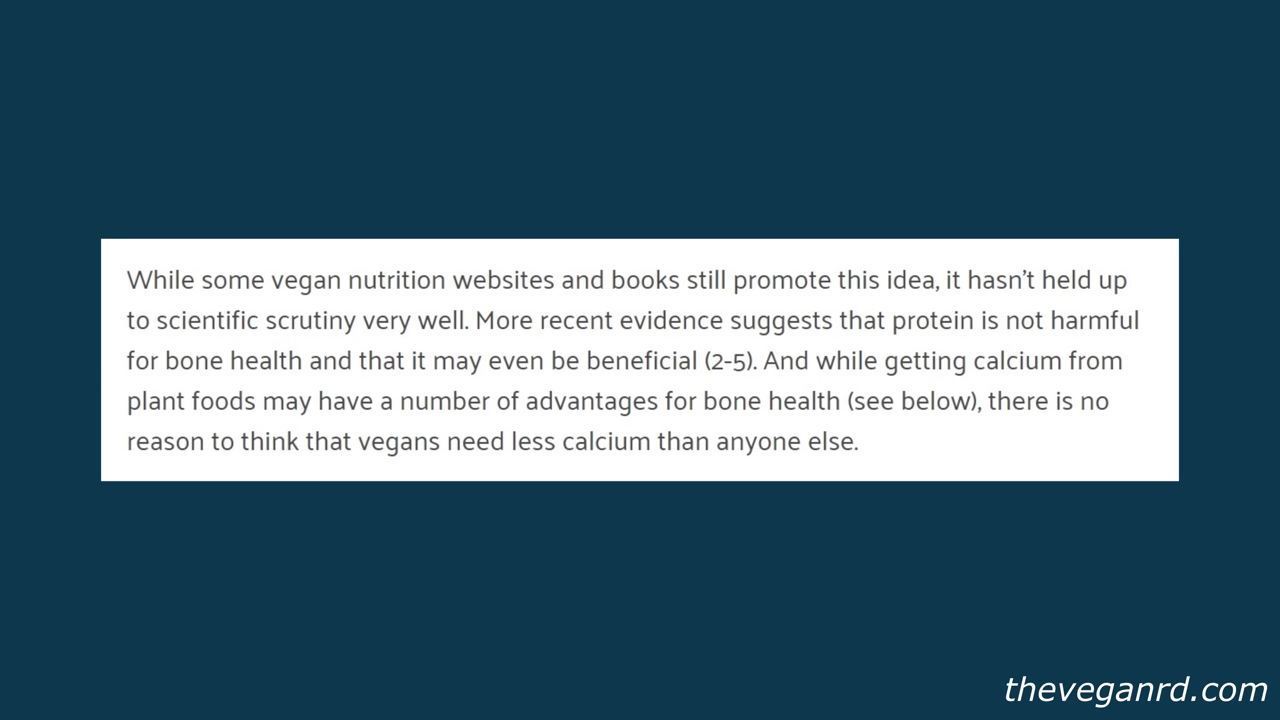 While some vegan nutrition websites and books still promote this idea, it hasn’t held up
to scientific scrutiny very well. More recent evidence suggests that protein is not harmful
for bone health and that it may even be beneficial (2-5). And while getting calcium from
plant foods may have a number of advantages for bone health (see below), there is no
reason to think that vegans need less calcium than anyone else.
theveganrd.com